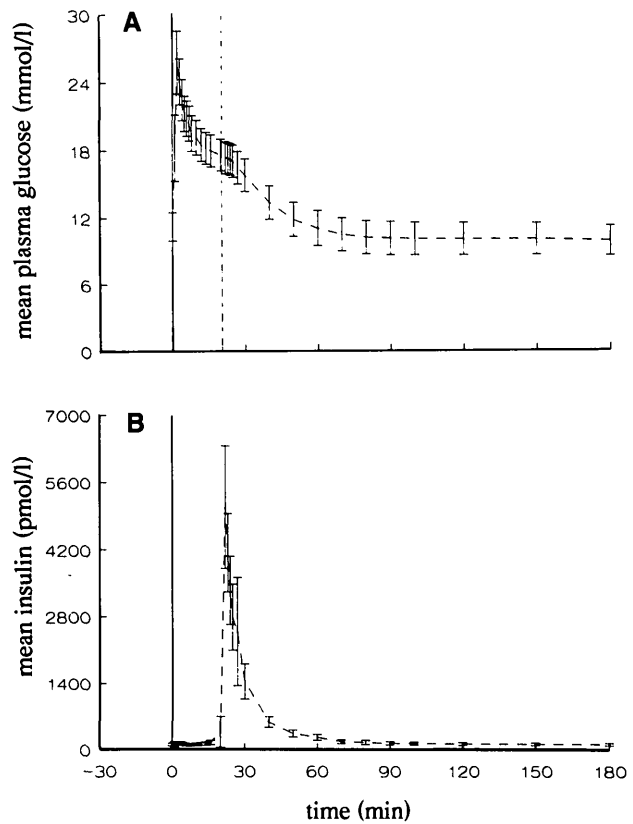 A
mean plasma glucose (mmol/l)
30
24
18
12
6
0
B
mean insulin (pmol/l)
7000
5600
4200
2800
1400
0
-30 0 30 60 90 120 150 180
time (min)